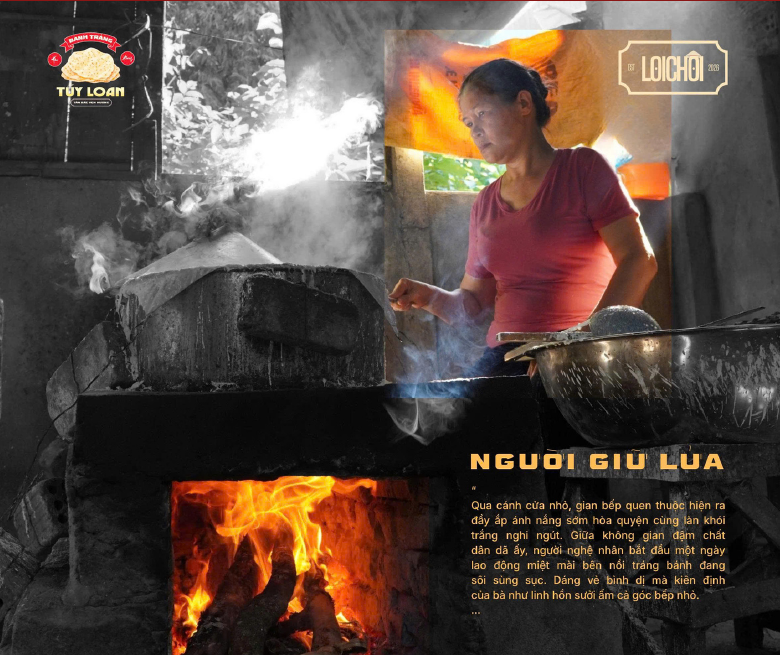 BÁNH TRÁNG
TÚY LOAN
EST
LOICHÔI
2026
NGƯỜI GIỮ LỬA
“
Qua cánh cửa nhỏ, gian bếp quen thuộc hiện ra
đầy ắp ánh nắng sớm hòa quyện cùng làn khói
trắng nghi ngút. Giữa không gian đậm chất
dân dã ấy, người nghệ nhân bắt đầu một ngày
lao động miệt mài bên nồi tráng bánh đang
sôi sùng sục. Dáng vẻ bình dị mà kiên định
của bà như linh hồn sưởi ấm cả góc bếp nhỏ.
...